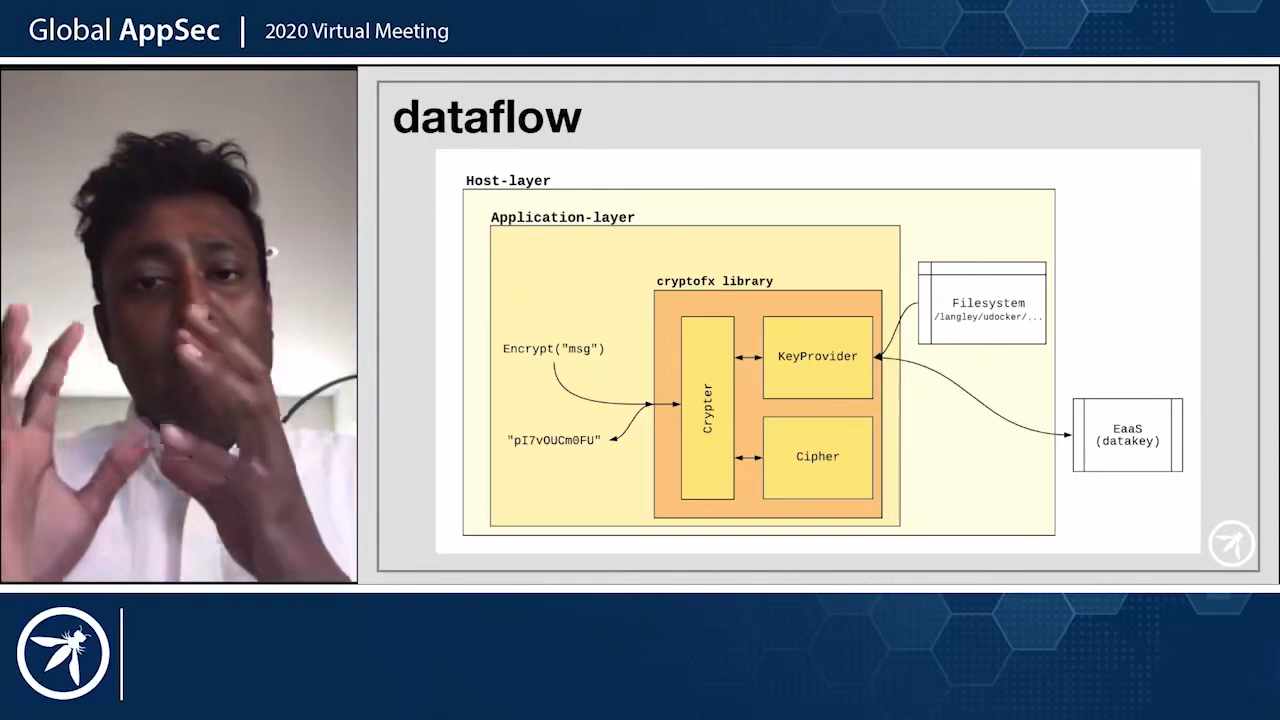 Global AppSec | 2020 Virtual Meeting
dataflow
Host-layer
Application-layer
cryptofx library
Encrypt("msg")
"pI7vOUCm0FU"
Crypter
KeyProvider
Cipher
Filesystem
/langley/udocker/...
EaaS
(datakey)